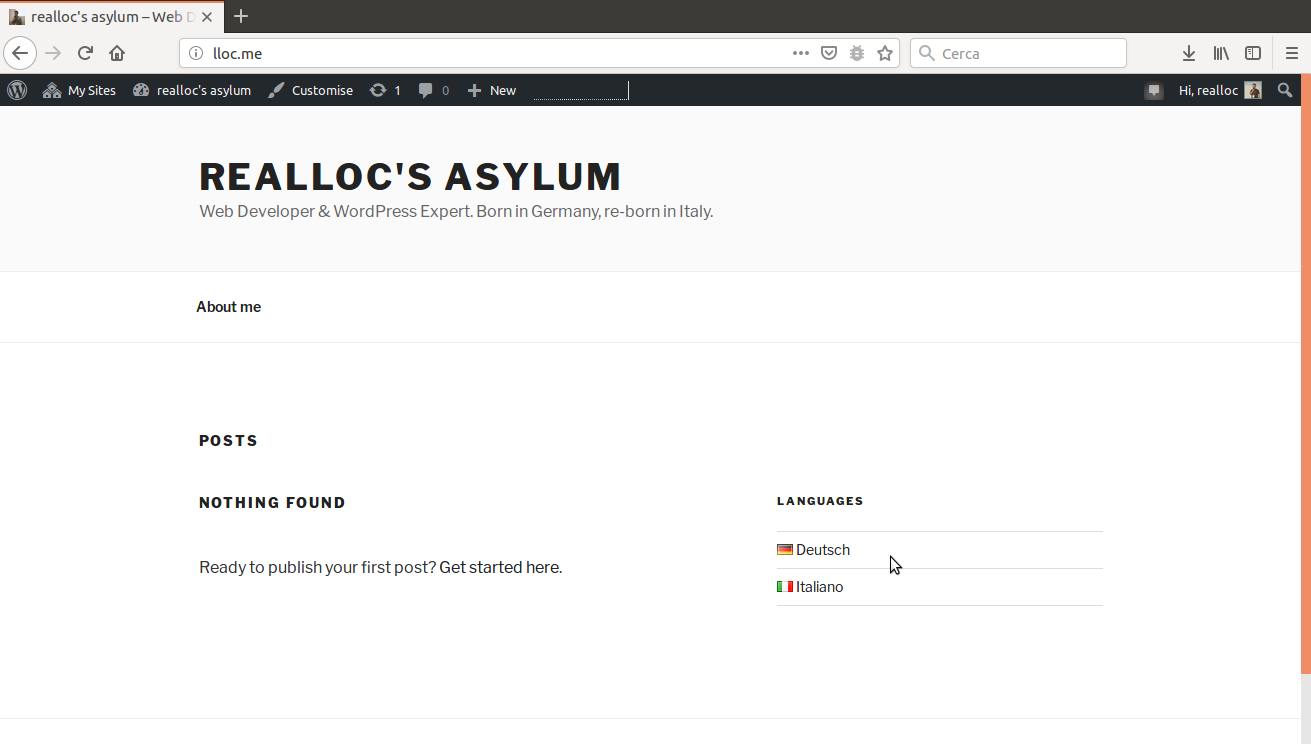 realloc's asylum – Web D
lloc.me
Cerca
My Sites realloc's asylum Customise 1 0 New Hi, realloc
REALLOC'S ASYLUM
Web Developer & WordPress Expert. Born in Germany, re-born in Italy.
About me
POSTS
NOTHING FOUND
Ready to publish your first post? Get started here.
LANGUAGES
Deutsch
Italiano